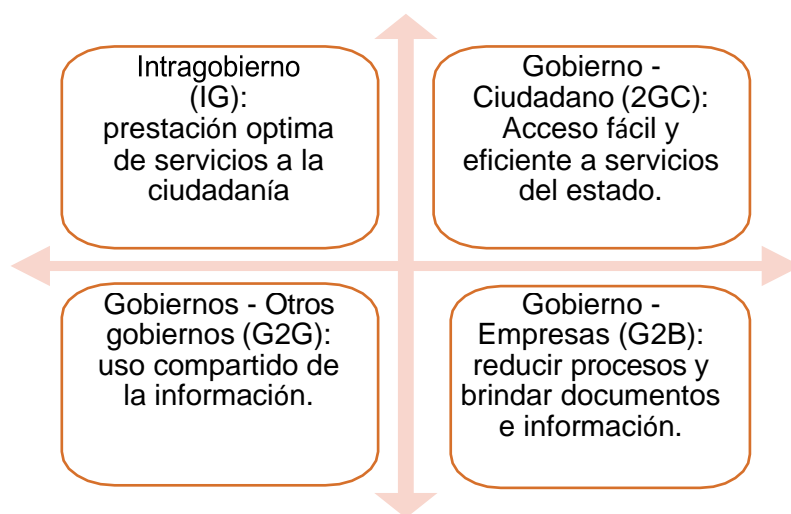 Intragobierno
(IG):
prestación optima
de servicios a la
ciudadanía
Gobierno -
Ciudadano (2GC):
Acceso fácil y
eficiente a servicios
del estado.
Gobiernos - Otros
gobiernos (G2G):
uso compartido de
la información.
Gobierno -
Empresas (G2B):
reducir procesos y
brindar documentos
e información.